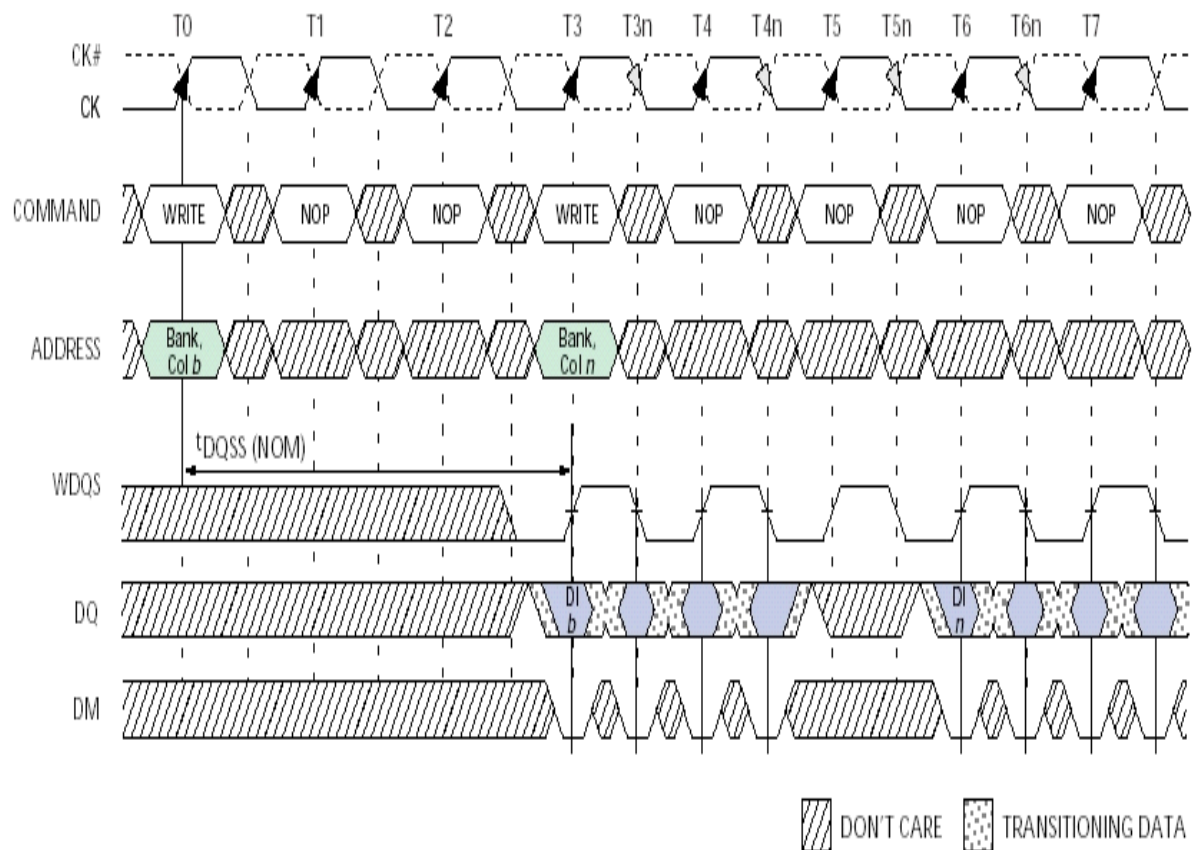 T0 T1 T2 T3 T3n T4 T4n T5 T5n T6 T6n T7
CK#
CK
COMMAND WRITE NOP NOP WRITE NOP NOP NOP NOP
Bank, Bank,
ADDRESS
Col b Col n
tDQSS (NOM)
WDQS
DI DI
DQ
b n
DM
DON'T CARE TRANSITIONING DATA